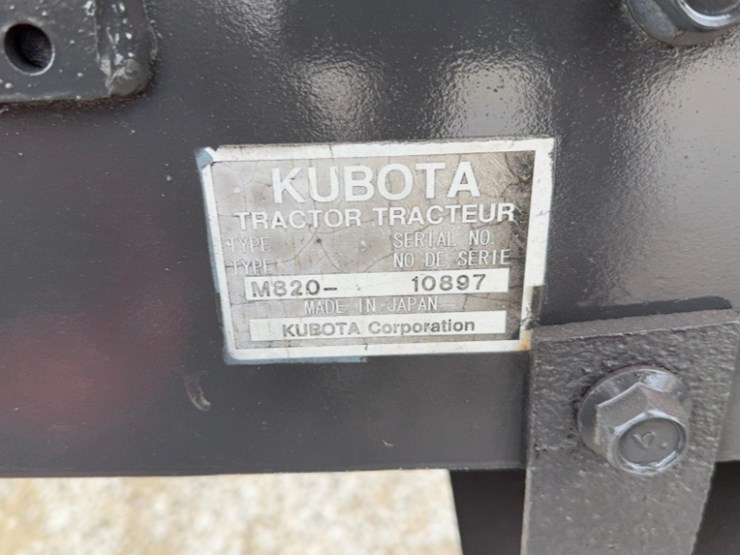 KUBOTA
TRACTOR TRACTEUR
TYPE SERIAL NO.
TYPE NO DE SERIE
M820- 10897
MADE IN JAPAN
KUBOTA Corporation